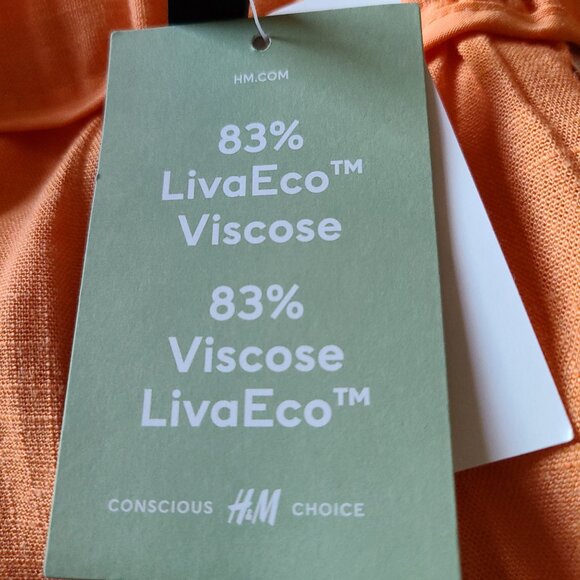 HM.COM
83%
LivaEco™
Viscose
83%
Viscose
LivaEco™
CONSCIOUS H&M CHOICE